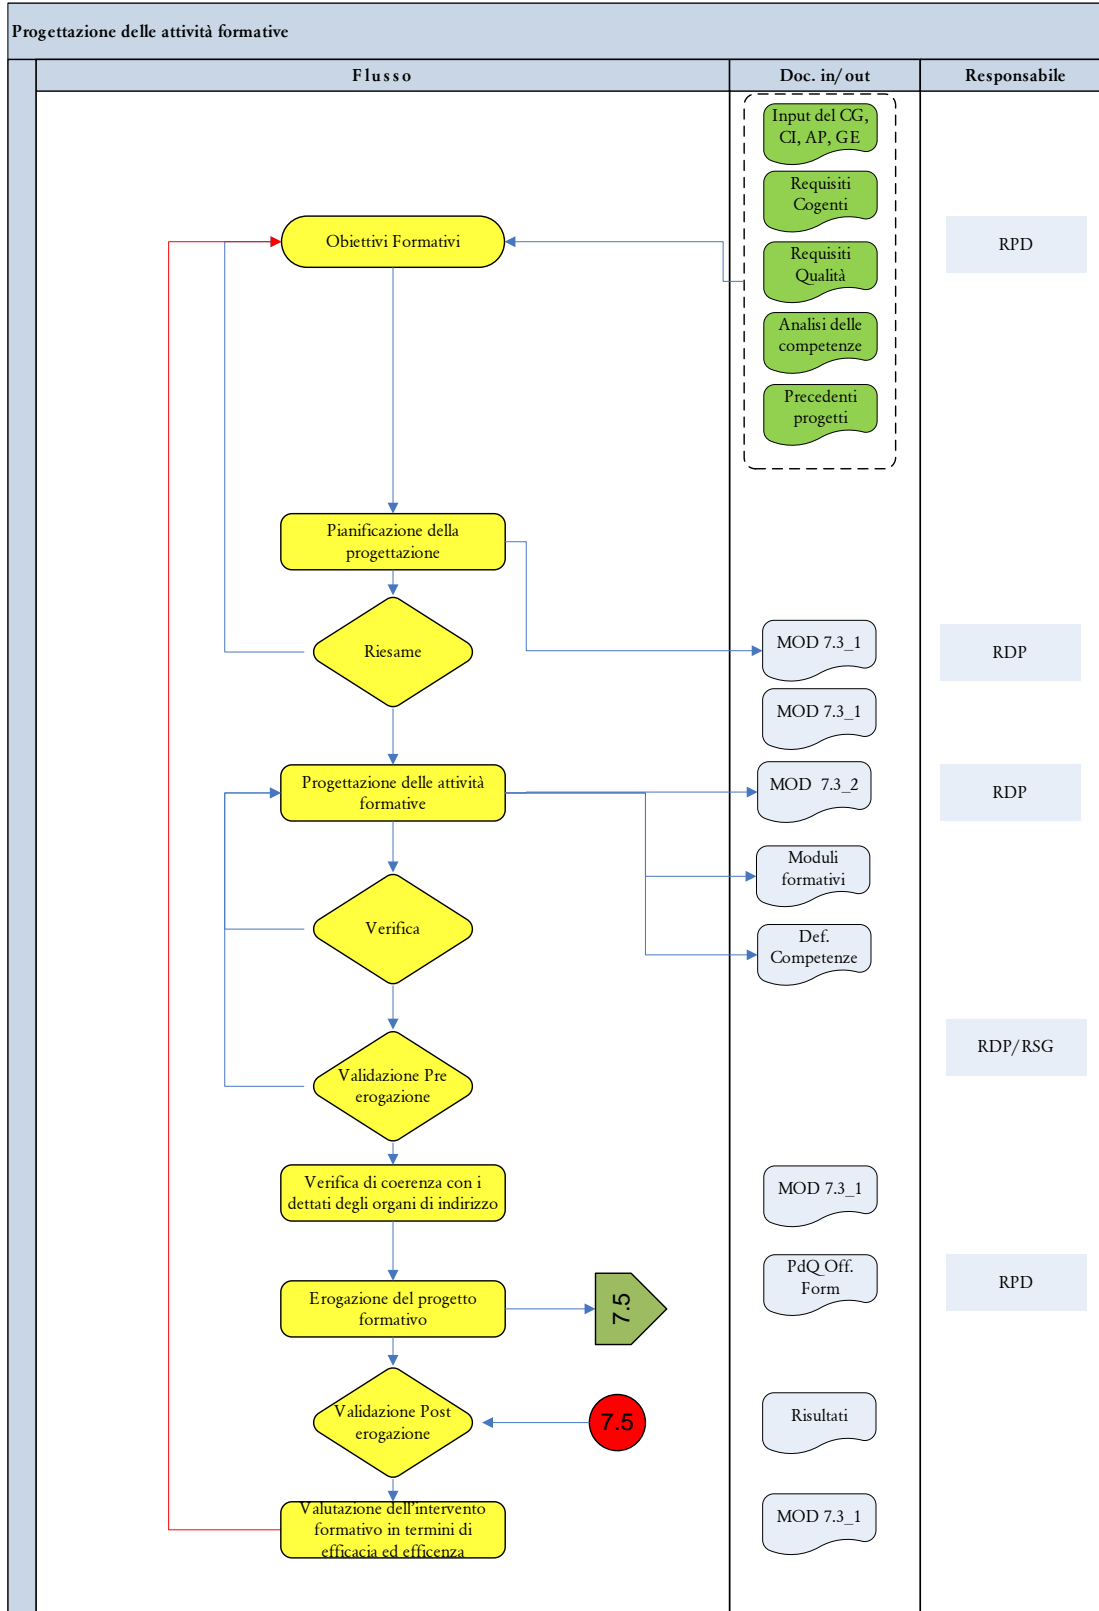 Progettazione delle attività formative
Flusso
Doc. in/out
Responsabile
Input del CG,
CI, AP, GE
Requisiti
Cogenti
Obiettivi Formativi
Requisiti
Qualità
RPD
Analisi delle
competenze
Precedenti
progetti
Pianificazione della
progettazione
Riesame
MOD 7.3_1
RDP
MOD 7.3_1
Progettazione delle attività
formative
MOD 7.3_2
RDP
Moduli
formativi
Verifica
Def.
Competenze
RDP/RSG
Validazione Pre
erogazione
Verifica di coerenza con i
dettati degli organi di indirizzo
MOD 7.3_1
Erogazione del progetto
formativo
7.5
PdQ Off.
Form
RPD
Validazione Post
erogazione
7.5
Risultati
Valutazione dell'intervento
formativo in termini di
efficacia ed efficenza
MOD 7.3_1